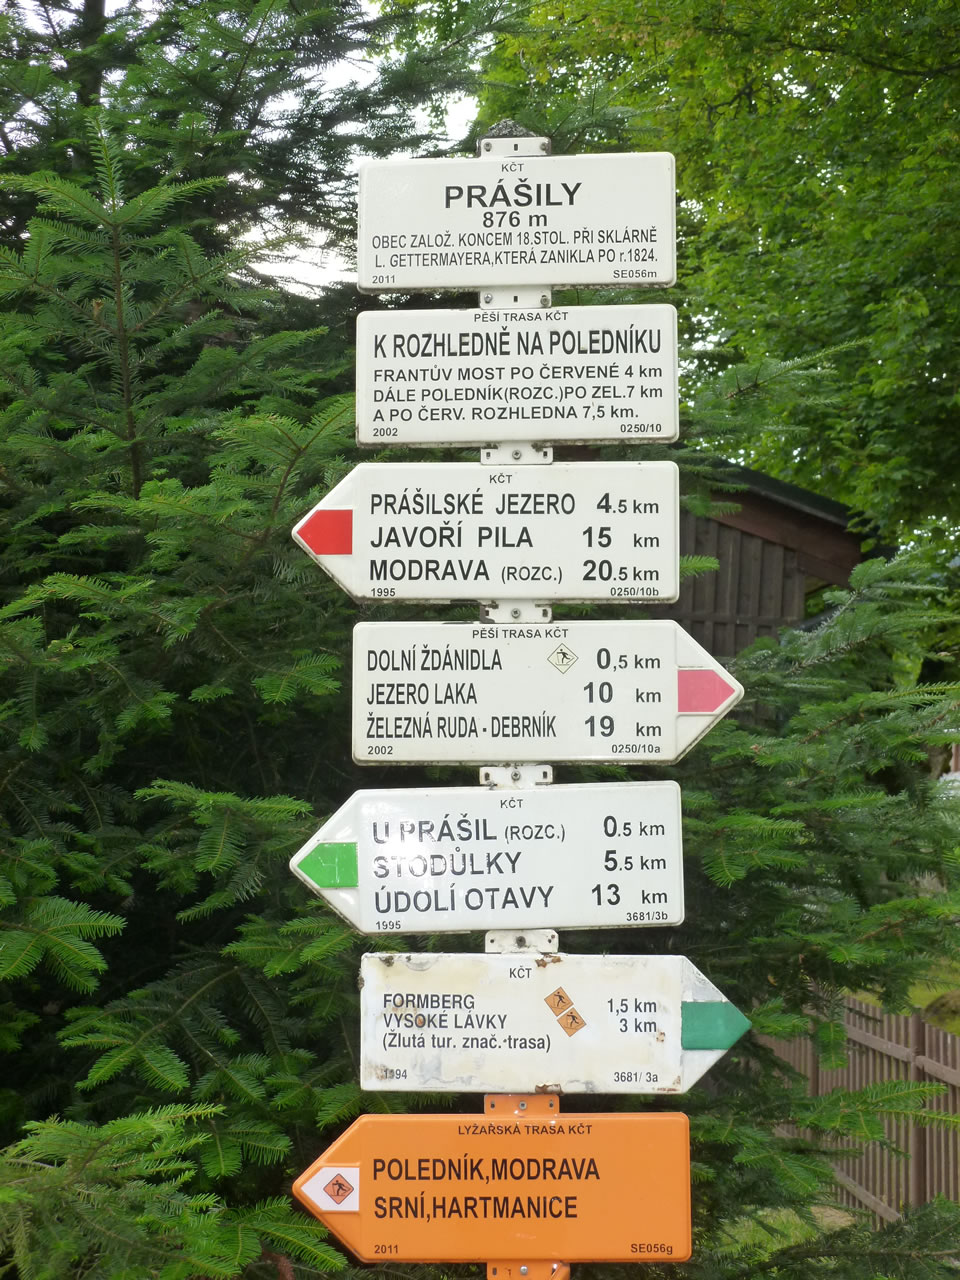 KČT
PRÁŠILY
876 m
OBEC ZALOŽ. KONCEM 18.STOL. PŘI SKLÁRNĚ
L. GETTERMAYERA,KTERÁ ZANIKLA PO r.1824.
2011 SE056m
PĚŠÍ TRASA KČT
K ROZHLEDNĚ NA POLEDNÍKU
FRANTŮV MOST PO ČERVENÉ 4 km
DÁLE POLEDNÍK(ROZC.)PO ZEL.7 km
A PO ČERV. ROZHLEDNA 7,5 km.
2002 0250/10
KČT
PRÁŠILSKÉ JEZERO 4.5 km
JAVOŘÍ PILA 15 km
MODRAVA (ROZC.) 20.5 km
1995 0250/10b
PĚŠÍ TRASA KČT
DOLNÍ ŽDÁNIDLA 0,5 km
JEZERO LAKA 10 km
ŽELEZNÁ RUDA - DEBRNÍK 19 km
2002 0250/10a
KČT
U PRÁŠIL (ROZC.) 0.5 km
STODŮLKY 5.5 km
ÚDOLÍ OTAVY 13 km
1995 3681/3b
KČT
FORMBERG 1,5 km
VYSOKÉ LÁVKY 3 km
(Žlutá tur. znač. trasa)
1994 3681/3a
LYŽAŘSKÁ TRASA KČT
POLEDNÍK,MODRAVA
SRNÍ,HARTMANICE
2011 SE056g